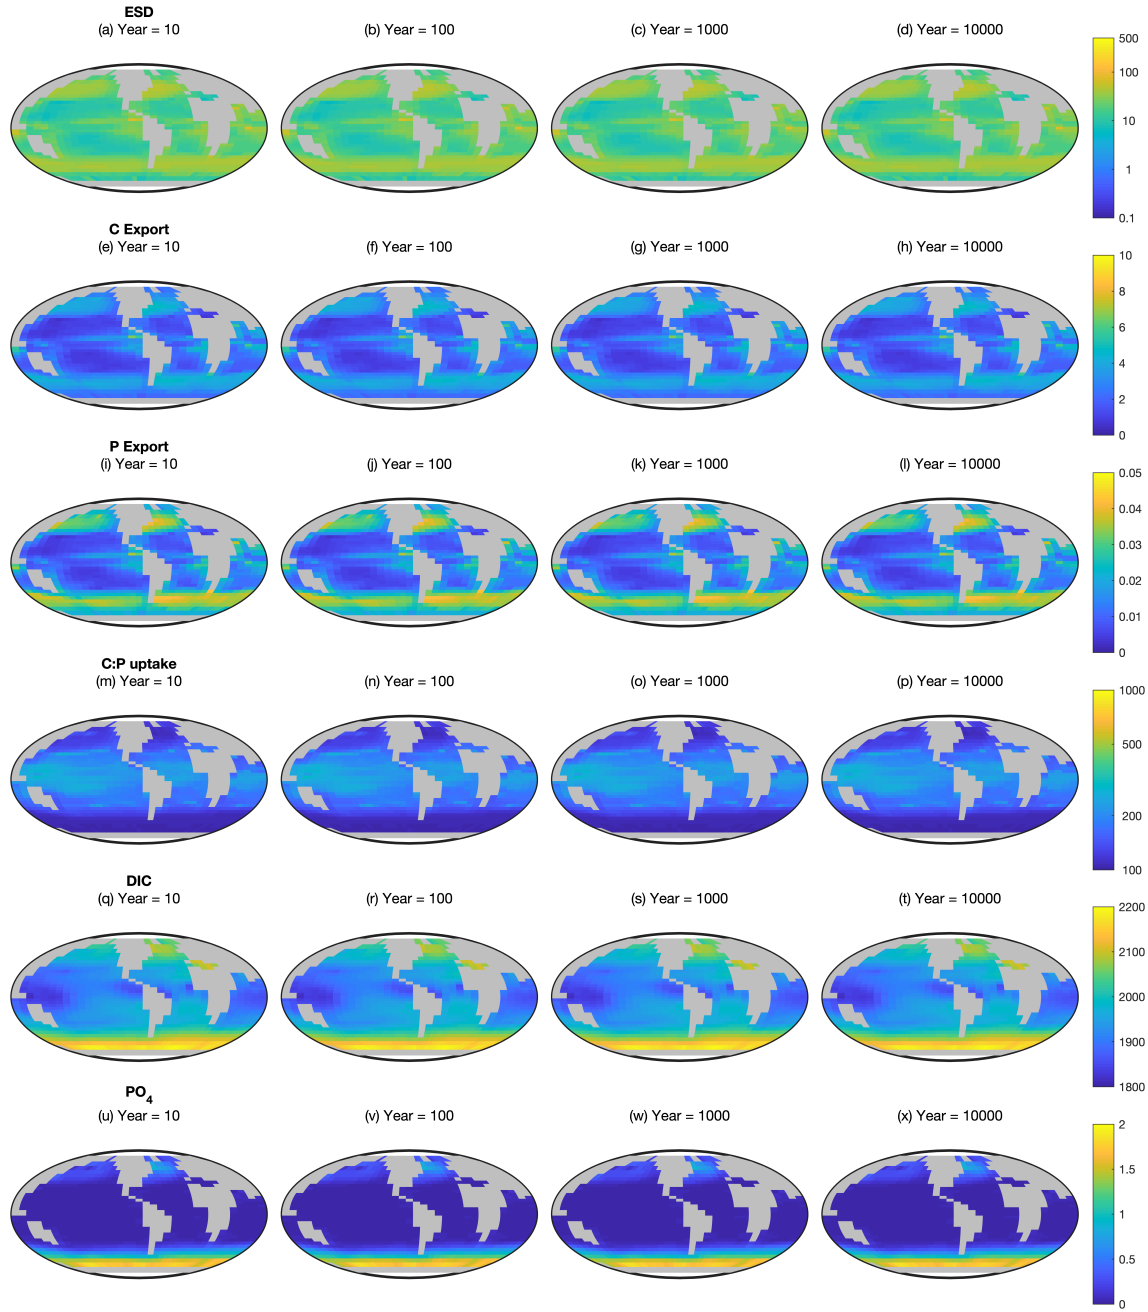 ESD
(a) Year = 10
(b) Year = 100
(c) Year = 1000
(d) Year = 10000
500
100
10
1
0.1
C Export
(e) Year = 10
(f) Year = 100
(g) Year = 1000
(h) Year = 10000
10
8
6
4
2
0
P Export
(i) Year = 10
(j) Year = 100
(k) Year = 1000
(l) Year = 10000
0.05
0.04
0.03
0.02
0.01
0
C:P uptake
(m) Year = 10
(n) Year = 100
(o) Year = 1000
(p) Year = 10000
1000
500
200
100
DIC
(q) Year = 10
(r) Year = 100
(s) Year = 1000
(t) Year = 10000
2200
2100
2000
1900
1800
PO4
(u) Year = 10
(v) Year = 100
(w) Year = 1000
(x) Year = 10000
2
1.5
1
0.5
0